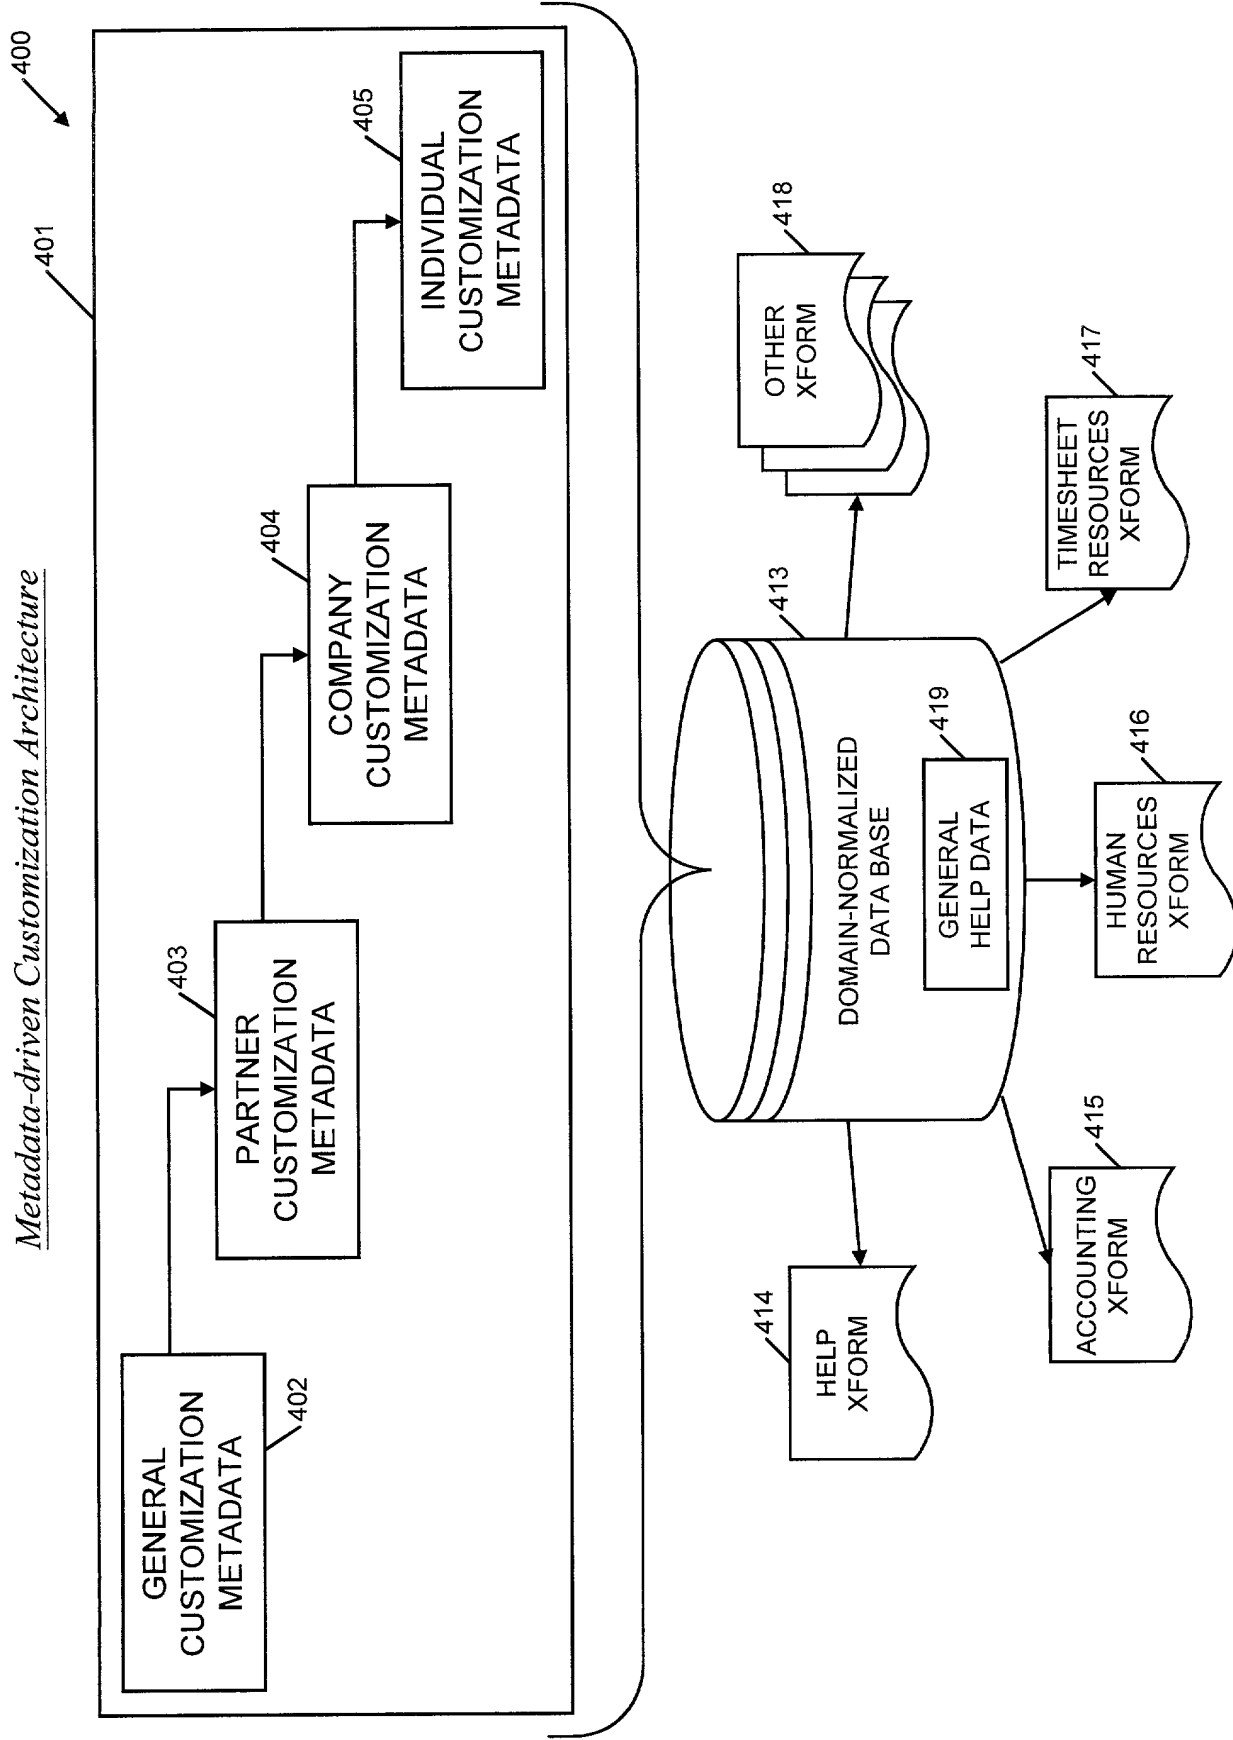 Metadata-driven Customization Architecture
400
401
GENERAL
CUSTOMIZATION
METADATA
402
PARTNER
CUSTOMIZATION
METADATA
403
COMPANY
CUSTOMIZATION
METADATA
404
INDIVIDUAL
CUSTOMIZATION
METADATA
405
DOMAIN-NORMALIZED
DATA BASE
413
GENERAL
HELP DATA
419
HELP
XFORM
414
ACCOUNTING
XFORM
415
HUMAN
RESOURCES
XFORM
416
TIMESHEET
RESOURCES
XFORM
417
OTHER
XFORM
418